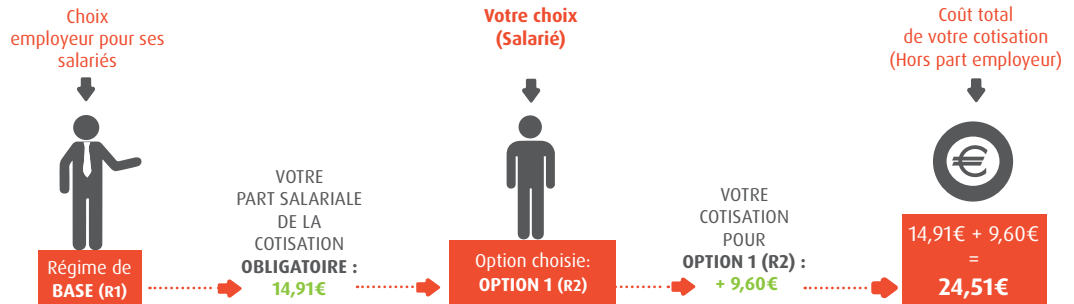 Choix
employeur pour ses
salariés
Votre choix
(Salarié)
Coût total
de votre cotisation
(Hors part employeur)
Régime de
BASE (R1)
VOTRE
PART SALARIALE
DE LA
COTISATION
OBLIGATOIRE :
14,91€
Option choisie:
OPTION 1 (R2)
VOTRE
COTISATION
POUR
OPTION 1 (R2) :
+ 9,60€
€
14,91€ + 9,60€
=
24,51€